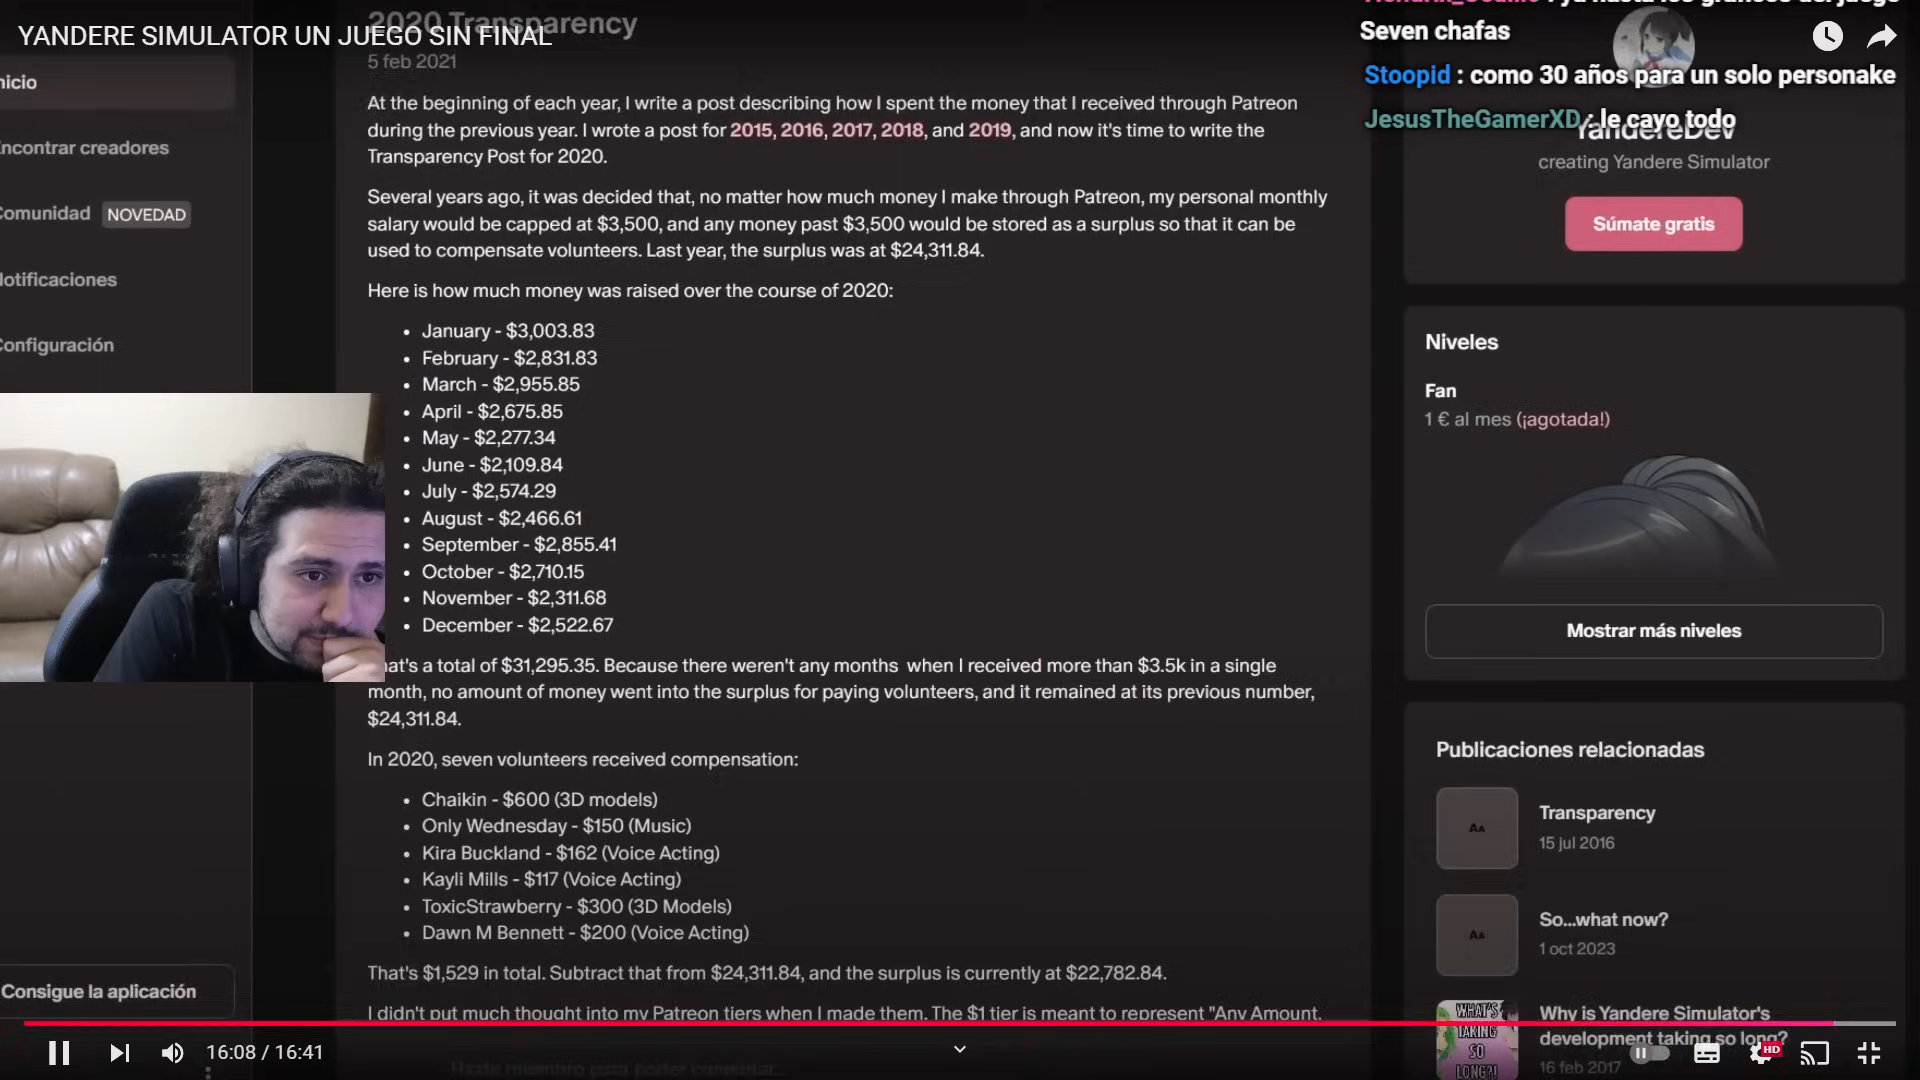 YANDERE SIMULATOR UN JUEGO SIN FINAL
2020 Transparency
5 feb 2021
nicio
Encontrar creadores
Comunidad NOVEDAD
Notificaciones
Configuración
Consigue la aplicación
At the beginning of each year, I write a post describing how I spent the money that I received through Patreon
during the previous year. I wrote a post for 2015, 2016, 2017, 2018, and 2019, and now it's time to write the
Transparency Post for 2020.
Several years ago, it was decided that, no matter how much money I make through Patreon, my personal monthly
salary would be capped at $3,500, and any money past $3,500 would be stored as a surplus so that it can be
used to compensate volunteers. Last year, the surplus was at $24,311.84.
Here is how much money was raised over the course of 2020:
• January - $3,003.83
• February - $2,831.83
• March - $2,955.85
• April - $2,675.85
• May - $2,277.34
• June - $2,109.84
• July - $2,574.29
• August - $2,466.61
• September - $2,855.41
• October - $2,710.15
• November - $2,311.68
• December - $2,522.67
hat's a total of $31,295.35. Because there weren't any months when I received more than $3.5k in a single
month, no amount of money went into the surplus for paying volunteers, and it remained at its previous number,
$24,311.84.
In 2020, seven volunteers received compensation:
• Chaikin - $600 (3D models)
• Only Wednesday - $150 (Music)
• Kira Buckland - $162 (Voice Acting)
• Kayli Mills - $117 (Voice Acting)
• ToxicStrawberry - $300 (3D Models)
• Dawn M Bennett - $200 (Voice Acting)
That's $1,529 in total. Subtract that from $24,311.84, and the surplus is currently at $22,782.84.
I didn't put much thought into my Patreon tiers when I made them. The $1 tier is meant to represent "Any Amount.
Seven chafas
Stoopid : como 30 años para un solo personake
JesusTheGamerXD : le cayo todo
YandereDev
creating Yandere Simulator
Súmate gratis
Niveles
Fan
1 € al mes (¡agotada!)
Mostrar más niveles
Publicaciones relacionadas
Aa
Transparency
15 jul 2016
Aa
So...what now?
1 oct 2023
WHAT'S
TAKING
SO
LONG?!
Why is Yandere Simulator's
development taking so long?
16 feb 2017
16:08 / 16:41
HD